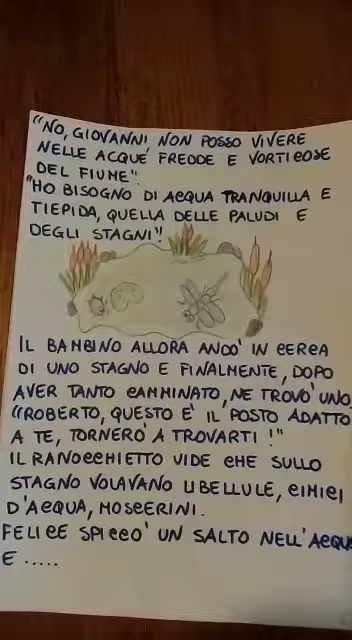 "NO, GIOVANNI NON POSSO VIVERE
NELLE ACQUE FREDDE E VORTICOSE
DEL FIUME".
"HO BISOGNO DI ACQUA TRANQUILLA E
TIEPIDA, QUELLA DELLE PALUDI E
DEGLI STAGNI"!
IL BAMBINO ALLORA ANDO' IN CERCA
DI UNO STAGNO E FINALMENTE, DOPO
AVER TANTO CAMMINATO, NE TROVO' UNO,
"ROBERTO, QUESTO E' IL POSTO ADATTO
A TE, TORNERO' A TROVARTI!"
IL RANOCCHIETTO VIDE CHE SULLO
STAGNO VOLAVANO LIBELLULE, CIMICI
D'ACQUA, MOSCERINI.
FELICE SPICCO' UN SALTO NELL'ACQUA
E .....